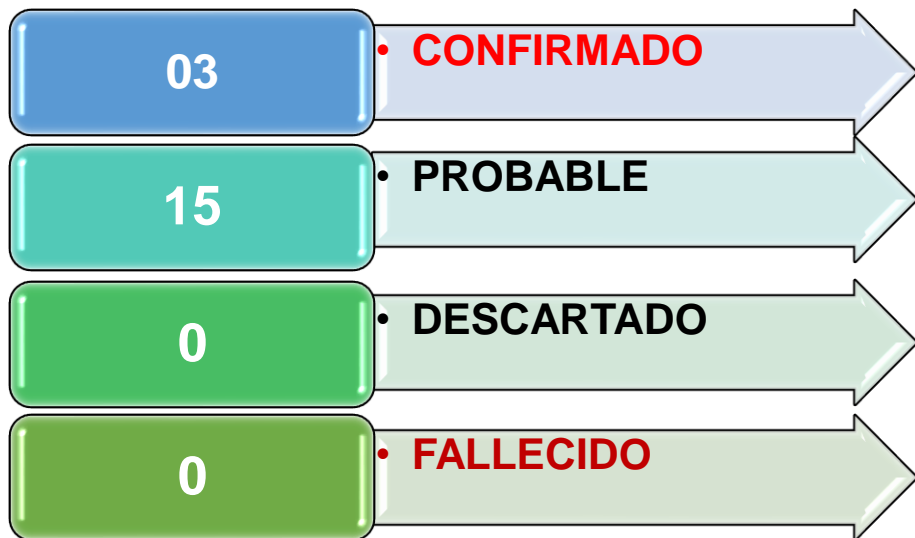 03
• CONFIRMADO
15
• PROBABLE
0
• DESCARTADO
0
• FALLECIDO